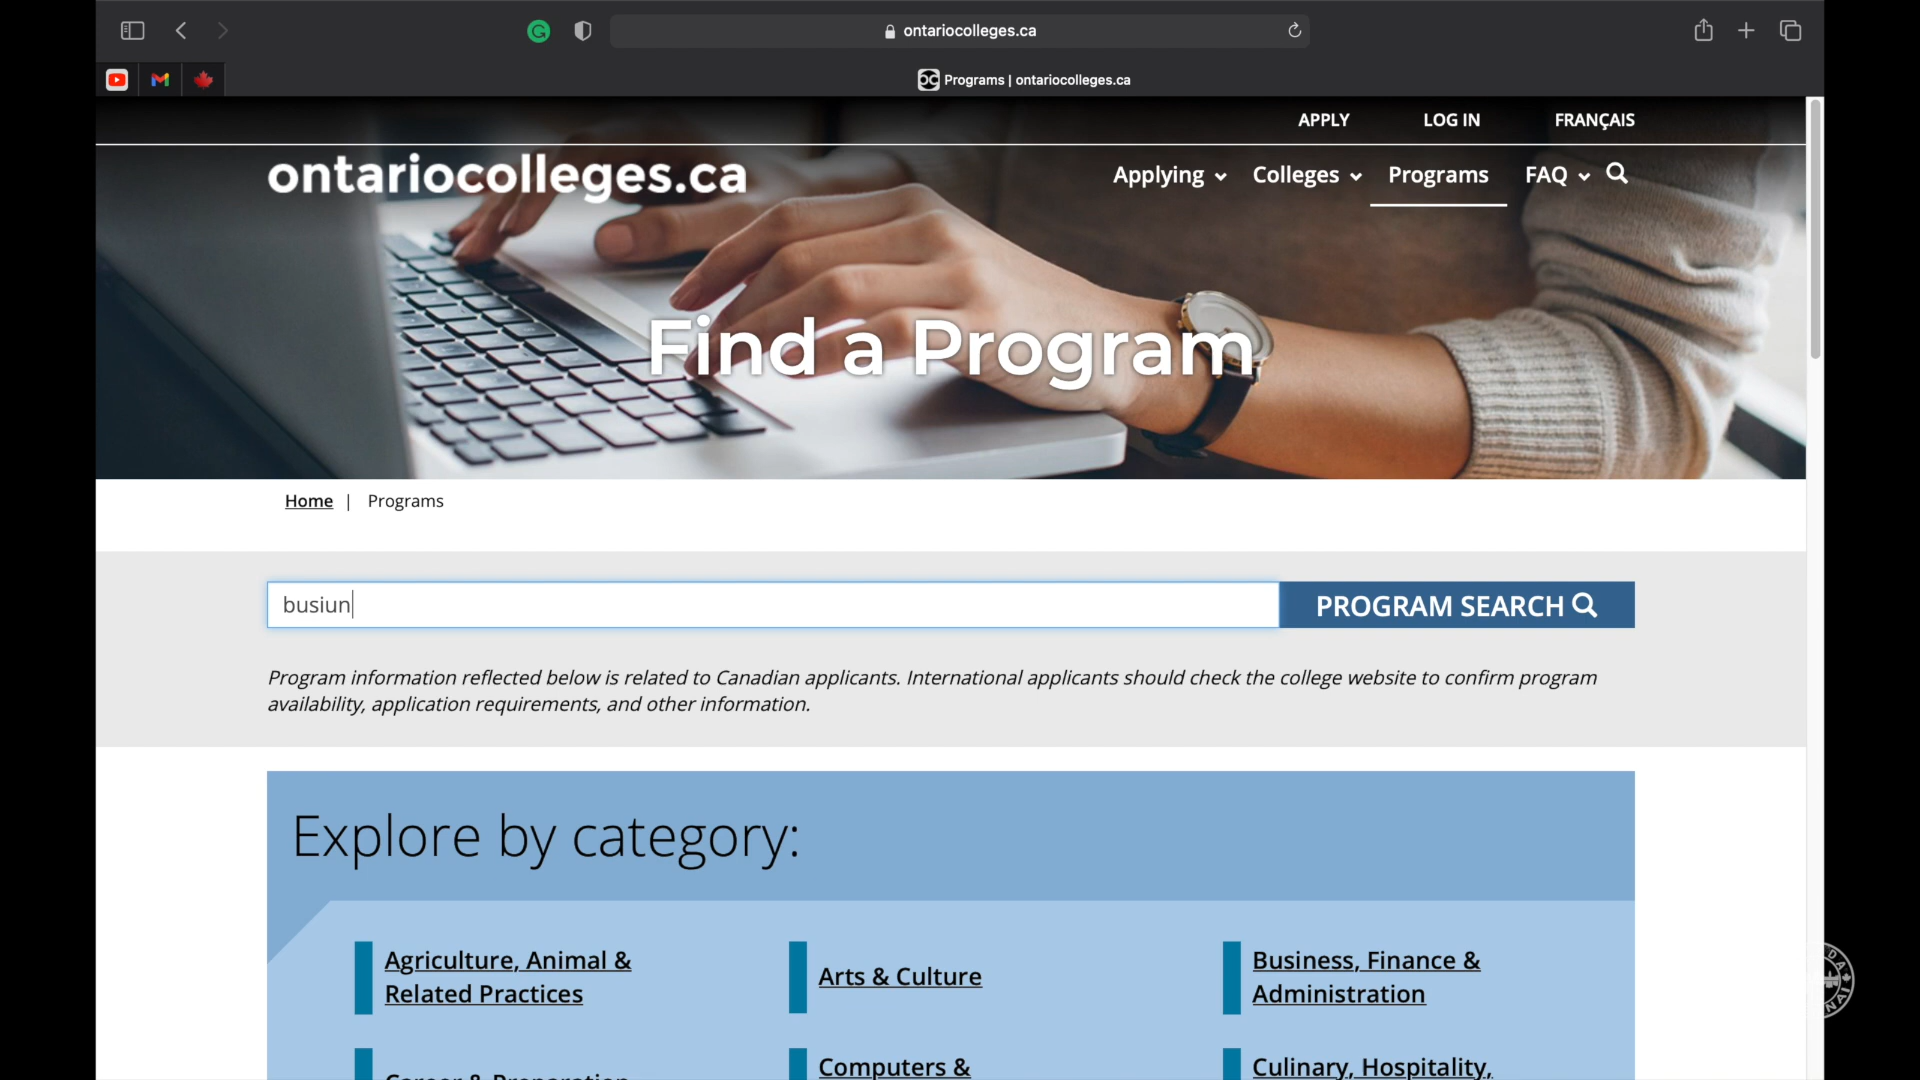 ontariocolleges.ca
Programs | ontariocolleges.ca
APPLY LOG IN FRANÇAIS
ontariocolleges.ca
Applying Colleges Programs FAQ
Find a Program
Home | Programs
busiun
PROGRAM SEARCH
Program information reflected below is related to Canadian applicants. International applicants should check the college website to confirm program
availability, application requirements, and other information.
Explore by category:
Agriculture, Animal &
Related Practices
Arts & Culture
Business, Finance &
Administration
Career & Preparation
Computers &
Culinary, Hospitality,